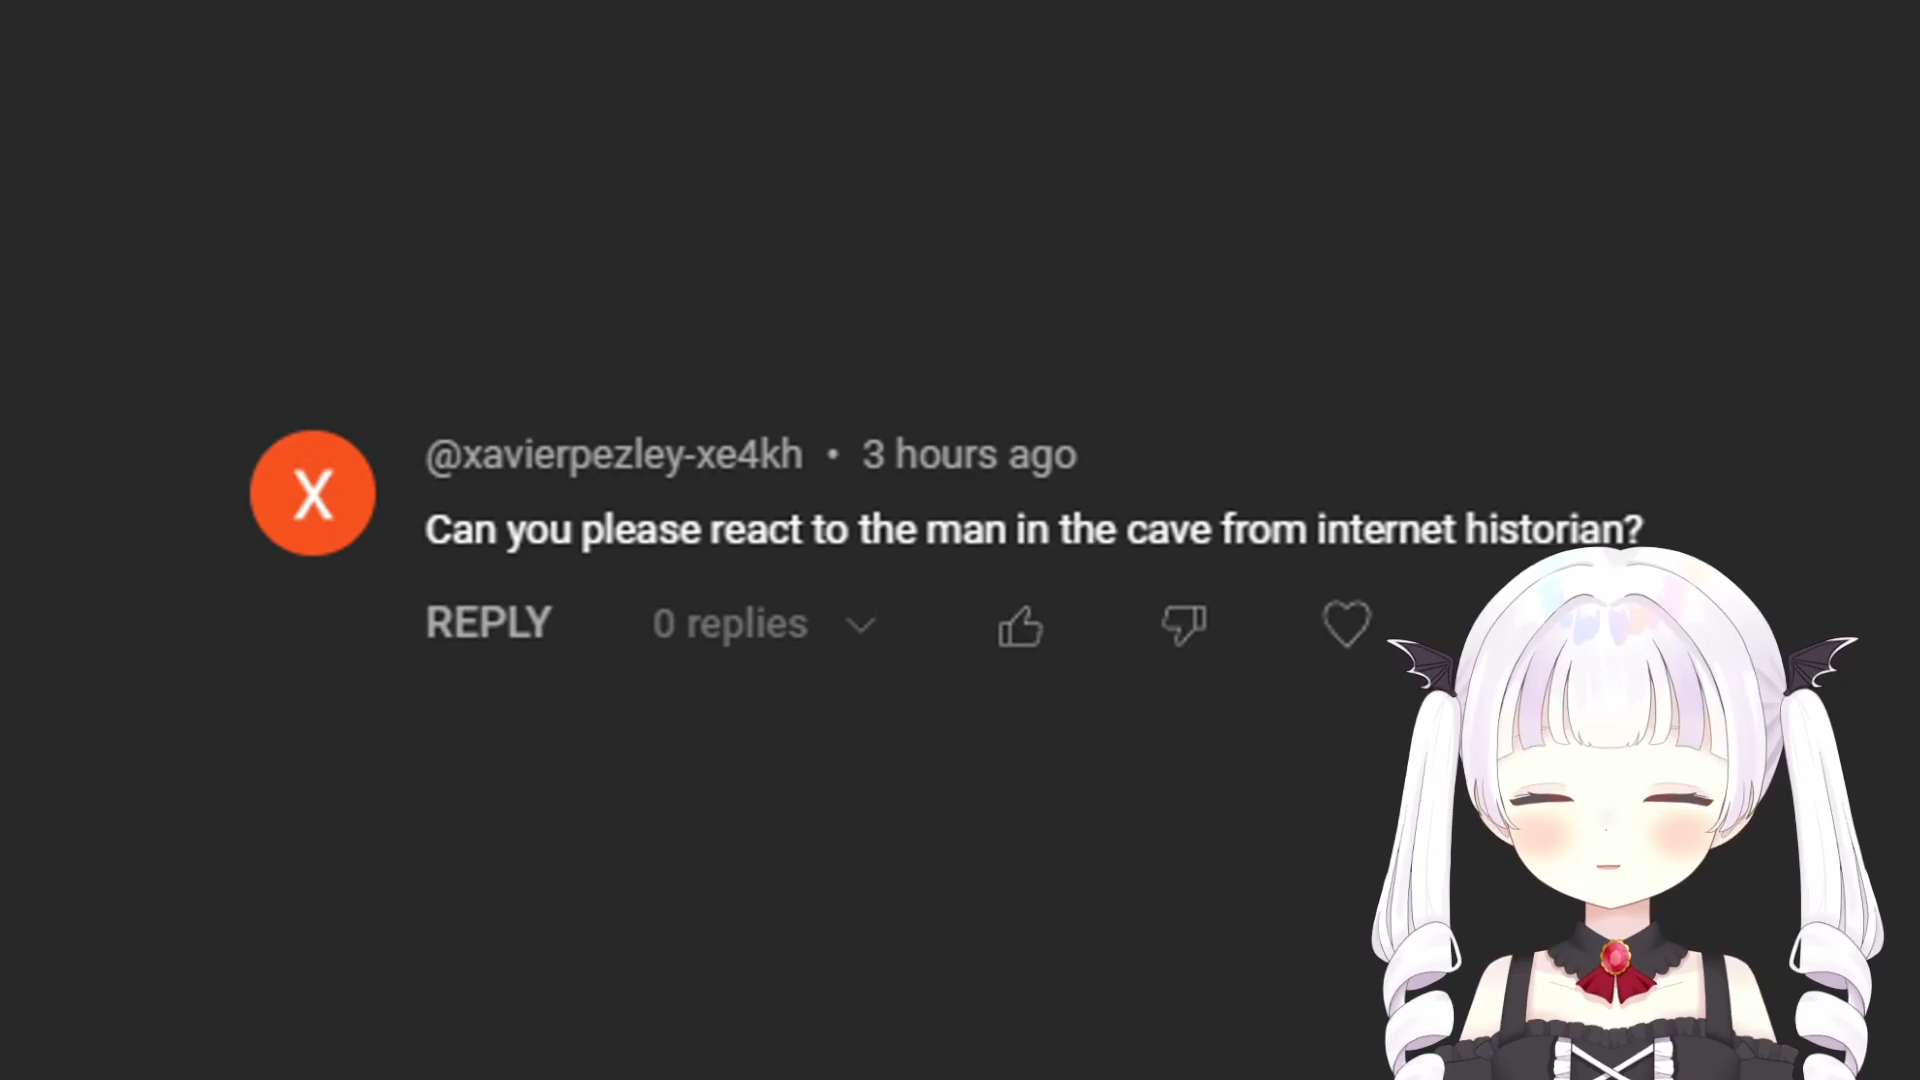 X
@xavierpezley-xe4kh • 3 hours ago
Can you please react to the man in the cave from internet historian?
REPLY 0 replies